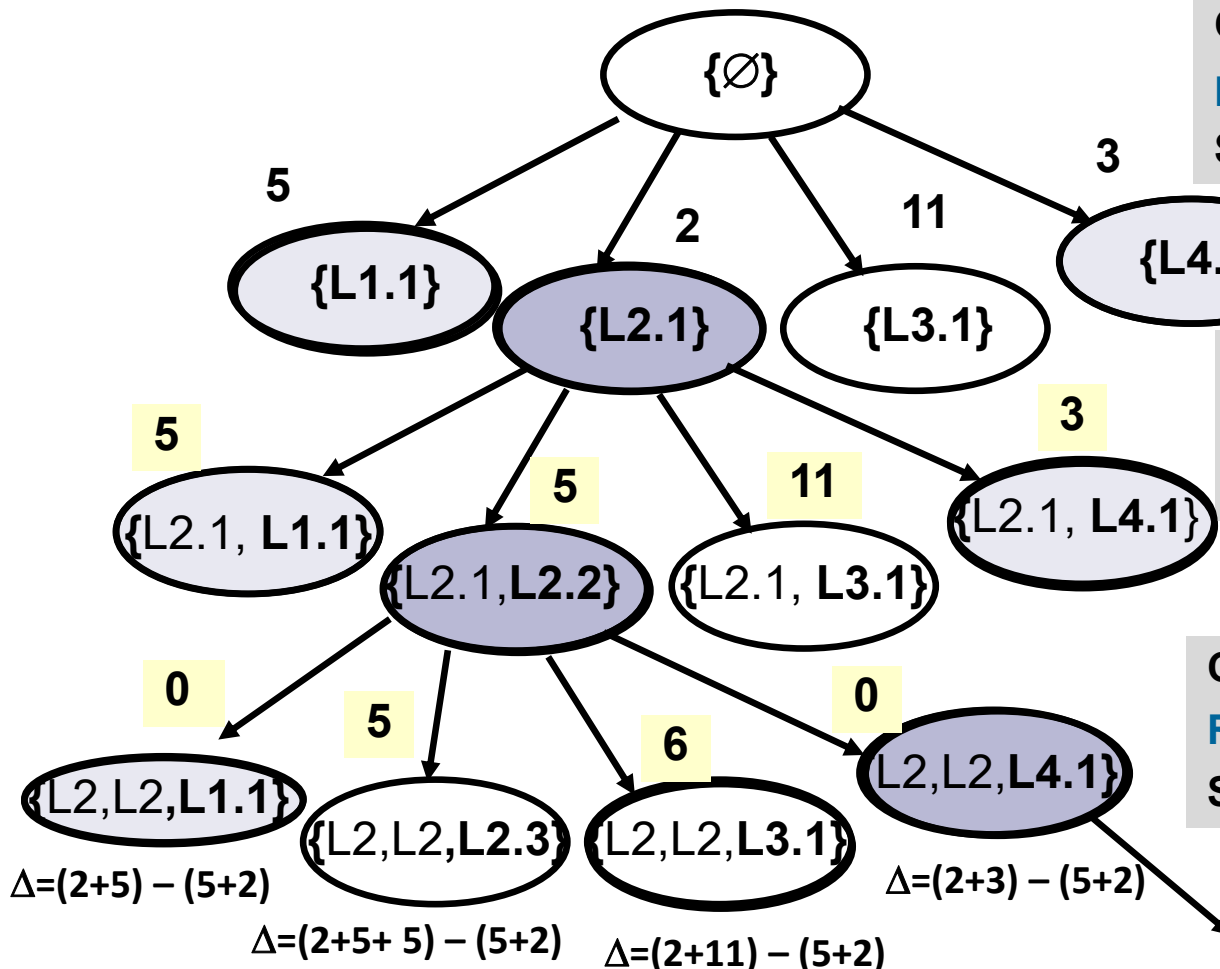 {∅}
5
2
11
3
{L1.1}
{L2.1}
{L3.1}
{L4.
5
5
11
3
{L2.1, L1.1}
{L2.1,L2.2}
{L2.1, L3.1}
{L2.1, L4.1}
0
5
6
0
{L2,L2,L1.1}
{L2,L2,L2.3}
{L2,L2,L3.1}
L2,L2,L4.1}
Δ=(2+5) – (5+2)
Δ=(2+5+ 5) – (5+2)
Δ=(2+11) – (5+2)
Δ=(2+3) – (5+2)